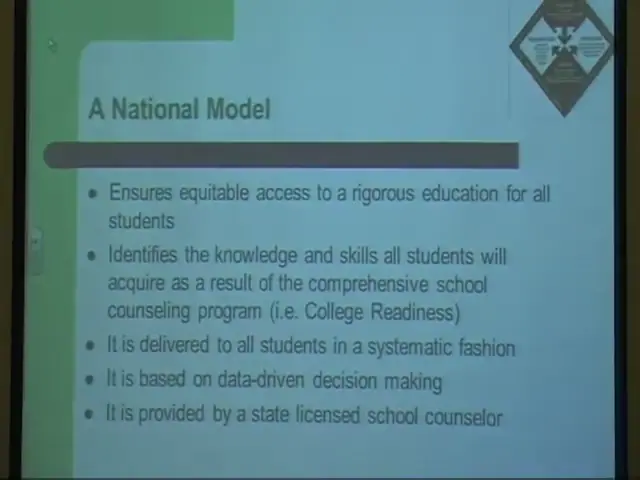 A National Model
• Ensures equitable access to a rigorous education for all
students
• Identifies the knowledge and skills all students will
acquire as a result of the comprehensive school
counseling program (i.e. College Readiness)
• It is delivered to all students in a systematic fashion
• It is based on data-driven decision making
• It is provided by a state licensed school counselor